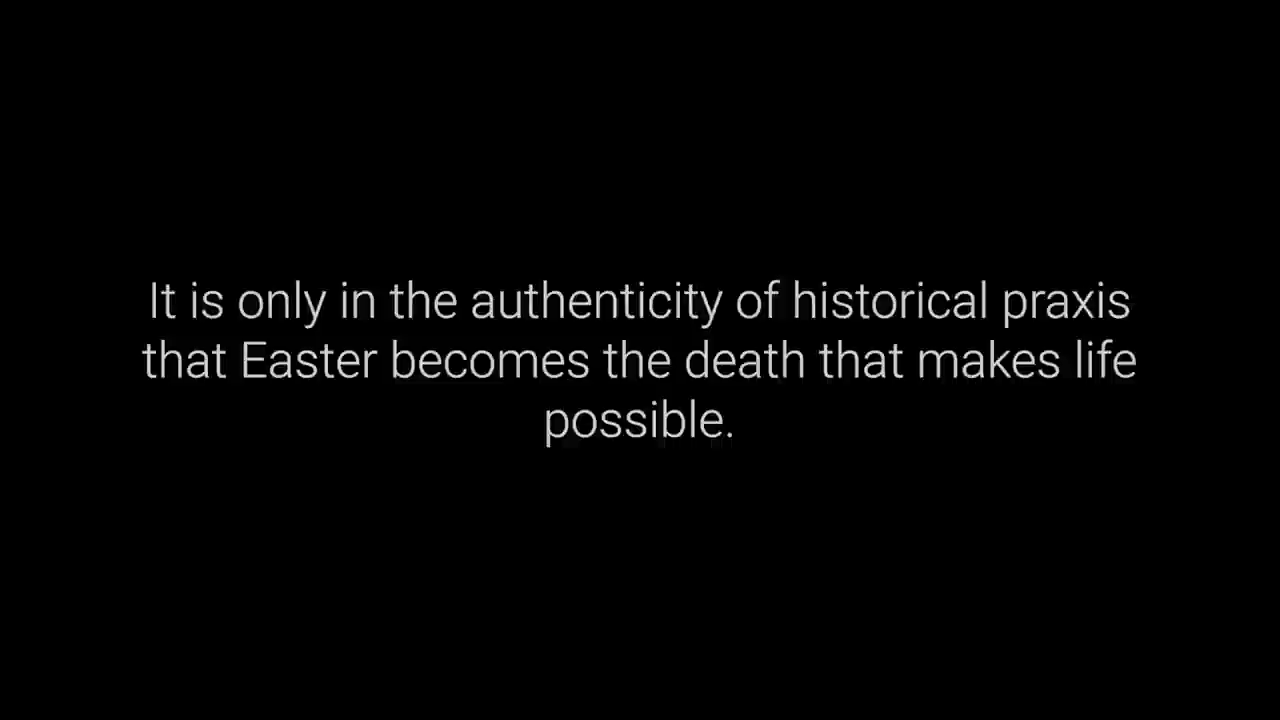 It is only in the authenticity of historical praxis
that Easter becomes the death that makes life
possible.